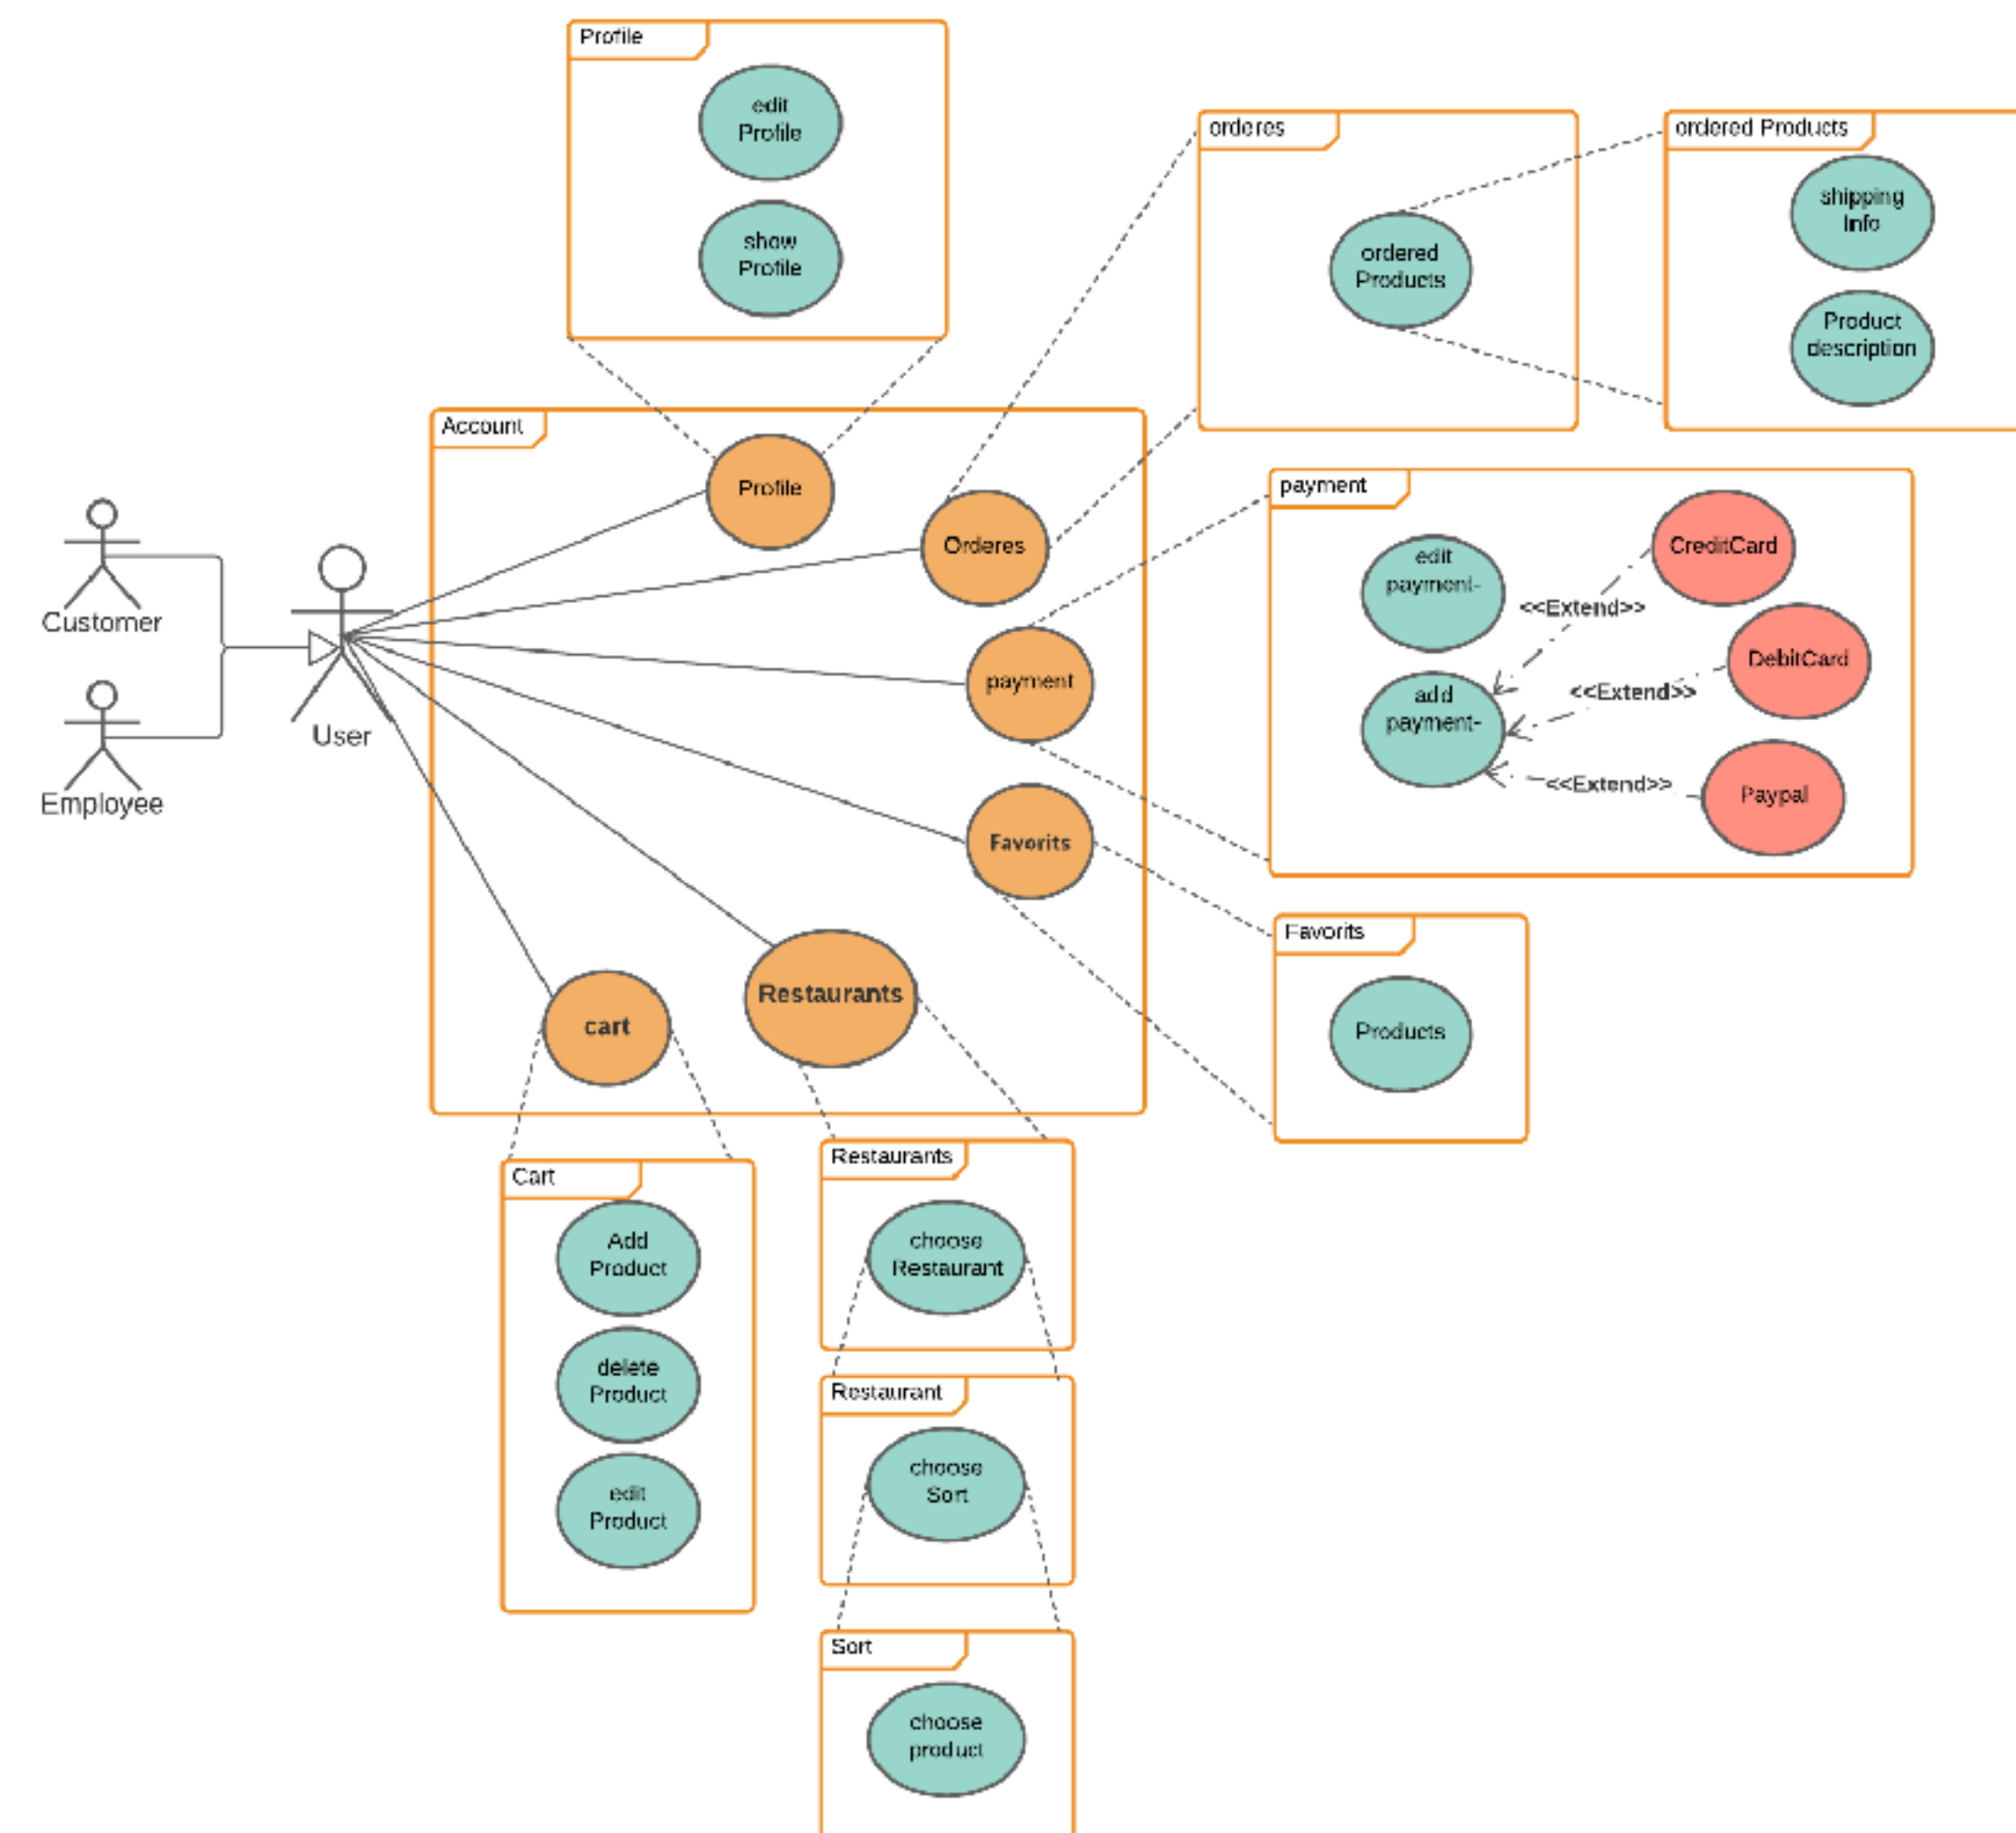 Profile
edit
Profile
show
Profile
orderes
ordered
Products
ordered Products
shipping
Info
Product
description
Account
Profile
Orderes
payment
Favorits
Restaurants
cart
Customer
Employee
User
payment
edit
payment-
add
payment-
<<Extend>>
<<Extend>>
<<Extend>>
CreditCard
DebitCard
Paypal
Favorits
Products
Cart
Add
Product
delete
Product
edit
Product
Restaurants
choose
Restaurant
Restaurant
choose
Sort
Sort
choose
product